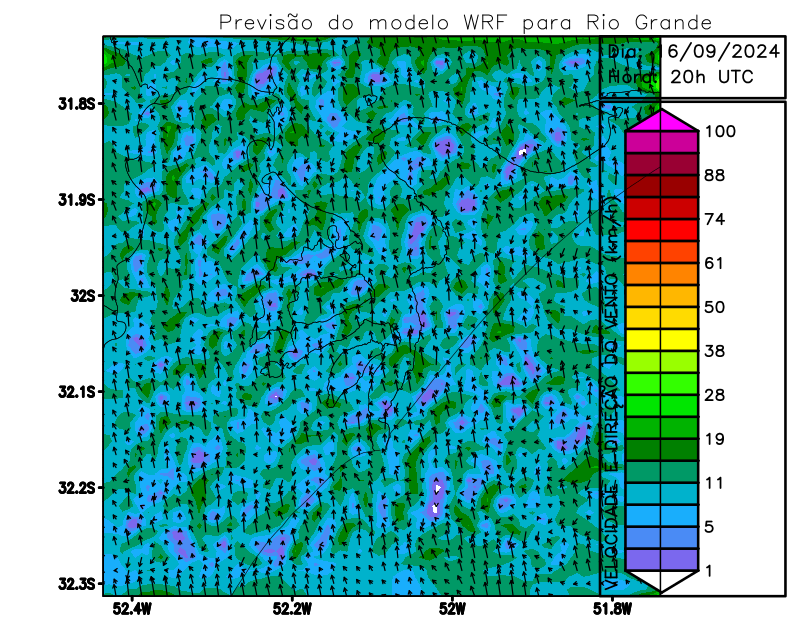 Previsão do modelo WRF para Rio Grande
Dia: 16/09/2024
Hora: 20h UTC
31.8S
31.9S
32S
32.1S
32.2S
32.3S
52.4W
52.2W
52W
51.8W
VELOCIDADE E DIREÇÃO DO VENTO (km/h)
100
88
74
61
50
38
28
19
11
5
1